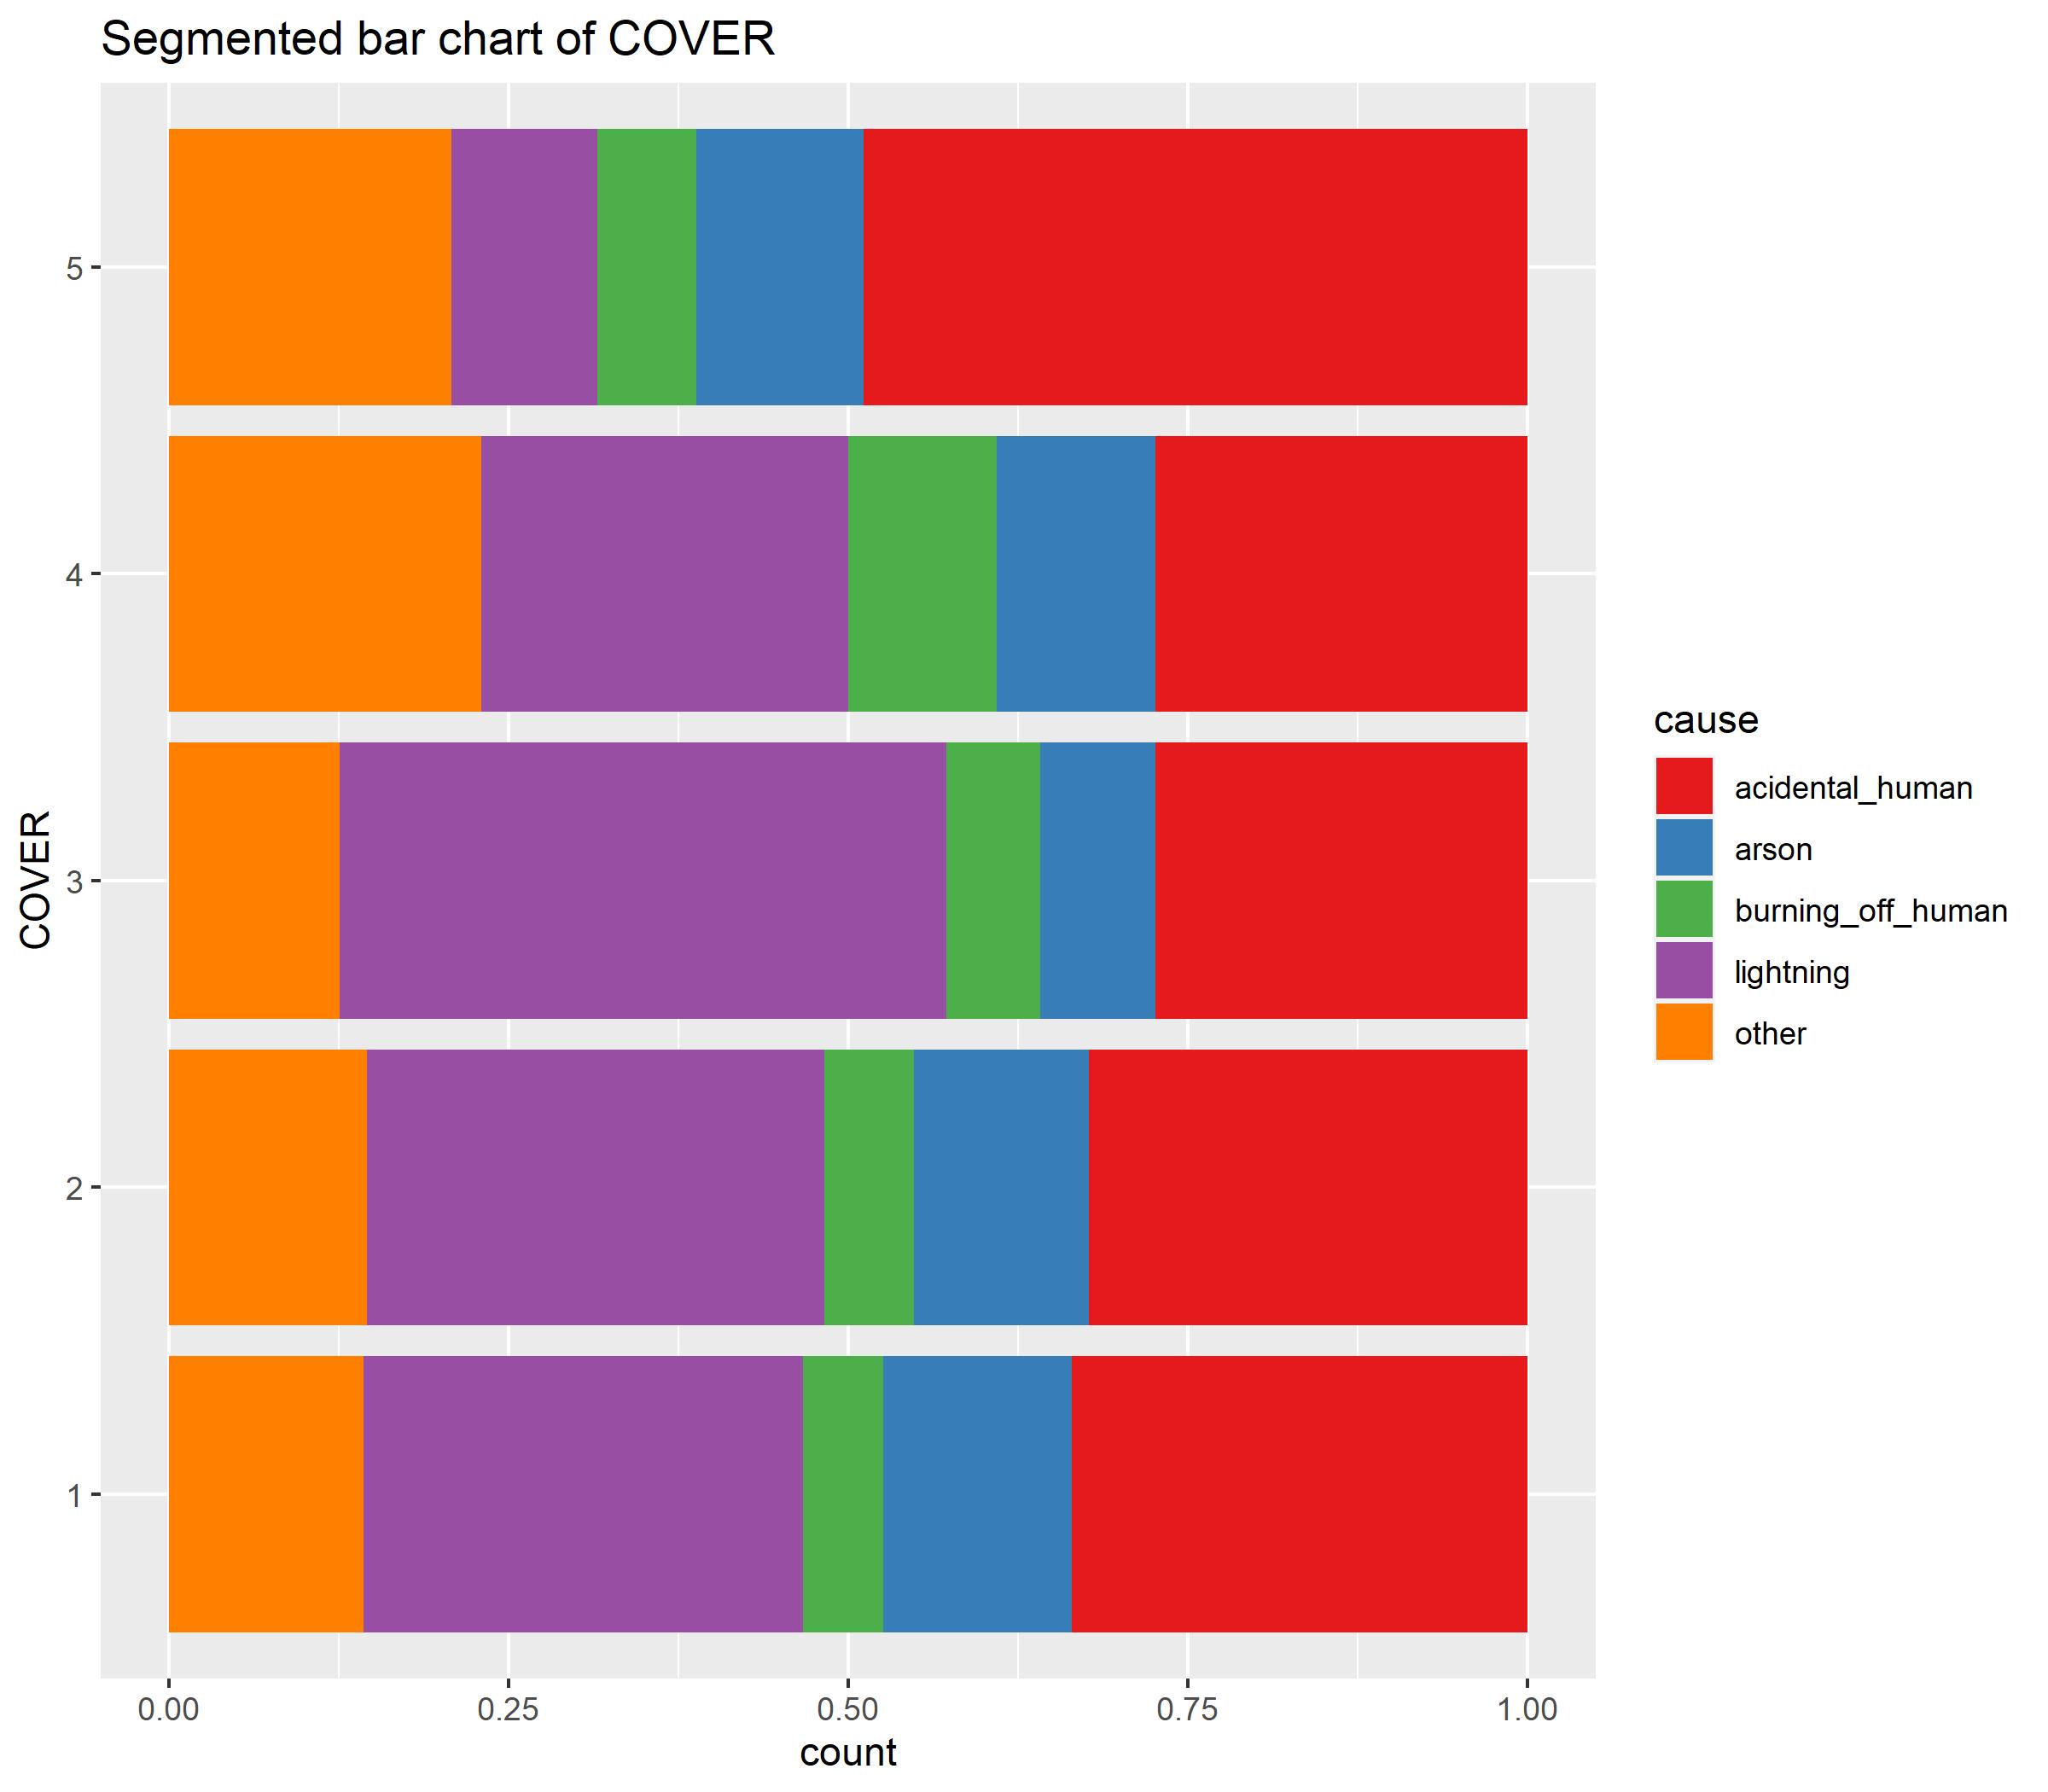 Segmented bar chart of COVER
COVER
5
4
3
2
1
0.00 0.25 0.50 0.75 1.00
count
cause
acidental_human
arson
burning_off_human
lightning
other